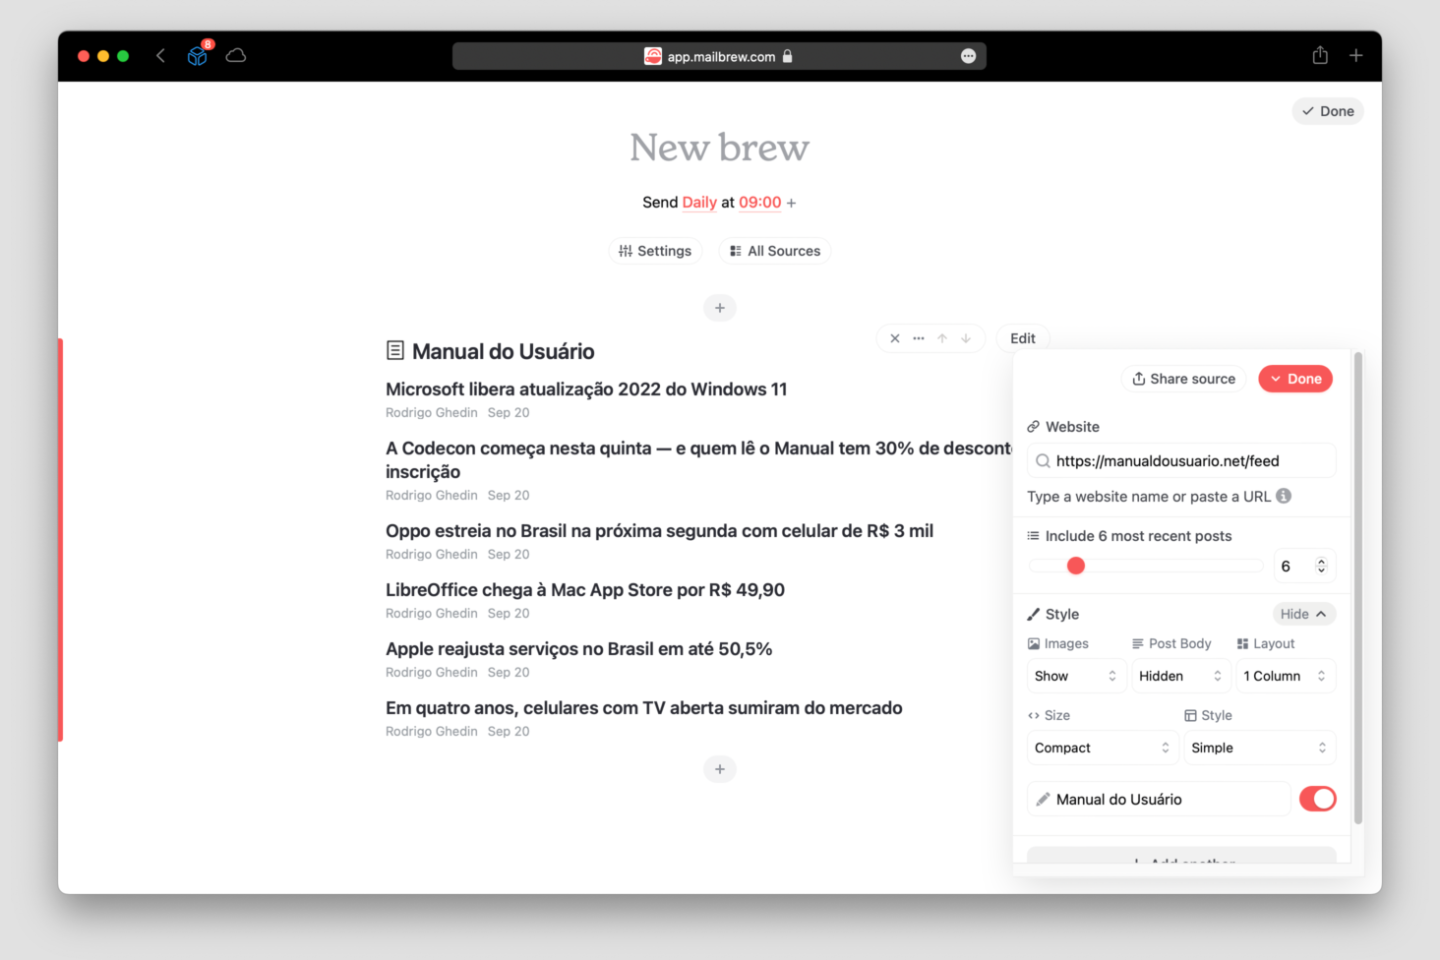 8
app.mailbrew.com
Done
New brew
Send Daily at 09:00 +
Settings
All Sources
+
Manual do Usuário
Edit
Microsoft libera atualização 2022 do Windows 11
Rodrigo Ghedin Sep 20
A Codecon começa nesta quinta — e quem lê o Manual tem 30% de descont
inscrição
Rodrigo Ghedin Sep 20
Oppo estreia no Brasil na próxima segunda com celular de R$ 3 mil
Rodrigo Ghedin Sep 20
LibreOffice chega à Mac App Store por R$ 49,90
Rodrigo Ghedin Sep 20
Apple reajusta serviços no Brasil em até 50,5%
Rodrigo Ghedin Sep 20
Em quatro anos, celulares com TV aberta sumiram do mercado
Rodrigo Ghedin Sep 20
+
Share source
Done
Website
https://manualdousuario.net/feed
Type a website name or paste a URL
Include 6 most recent posts
6
Style
Hide
Images Post Body Layout
Show Hidden 1 Column
Size Style
Compact Simple
Manual do Usuário
+ Add another